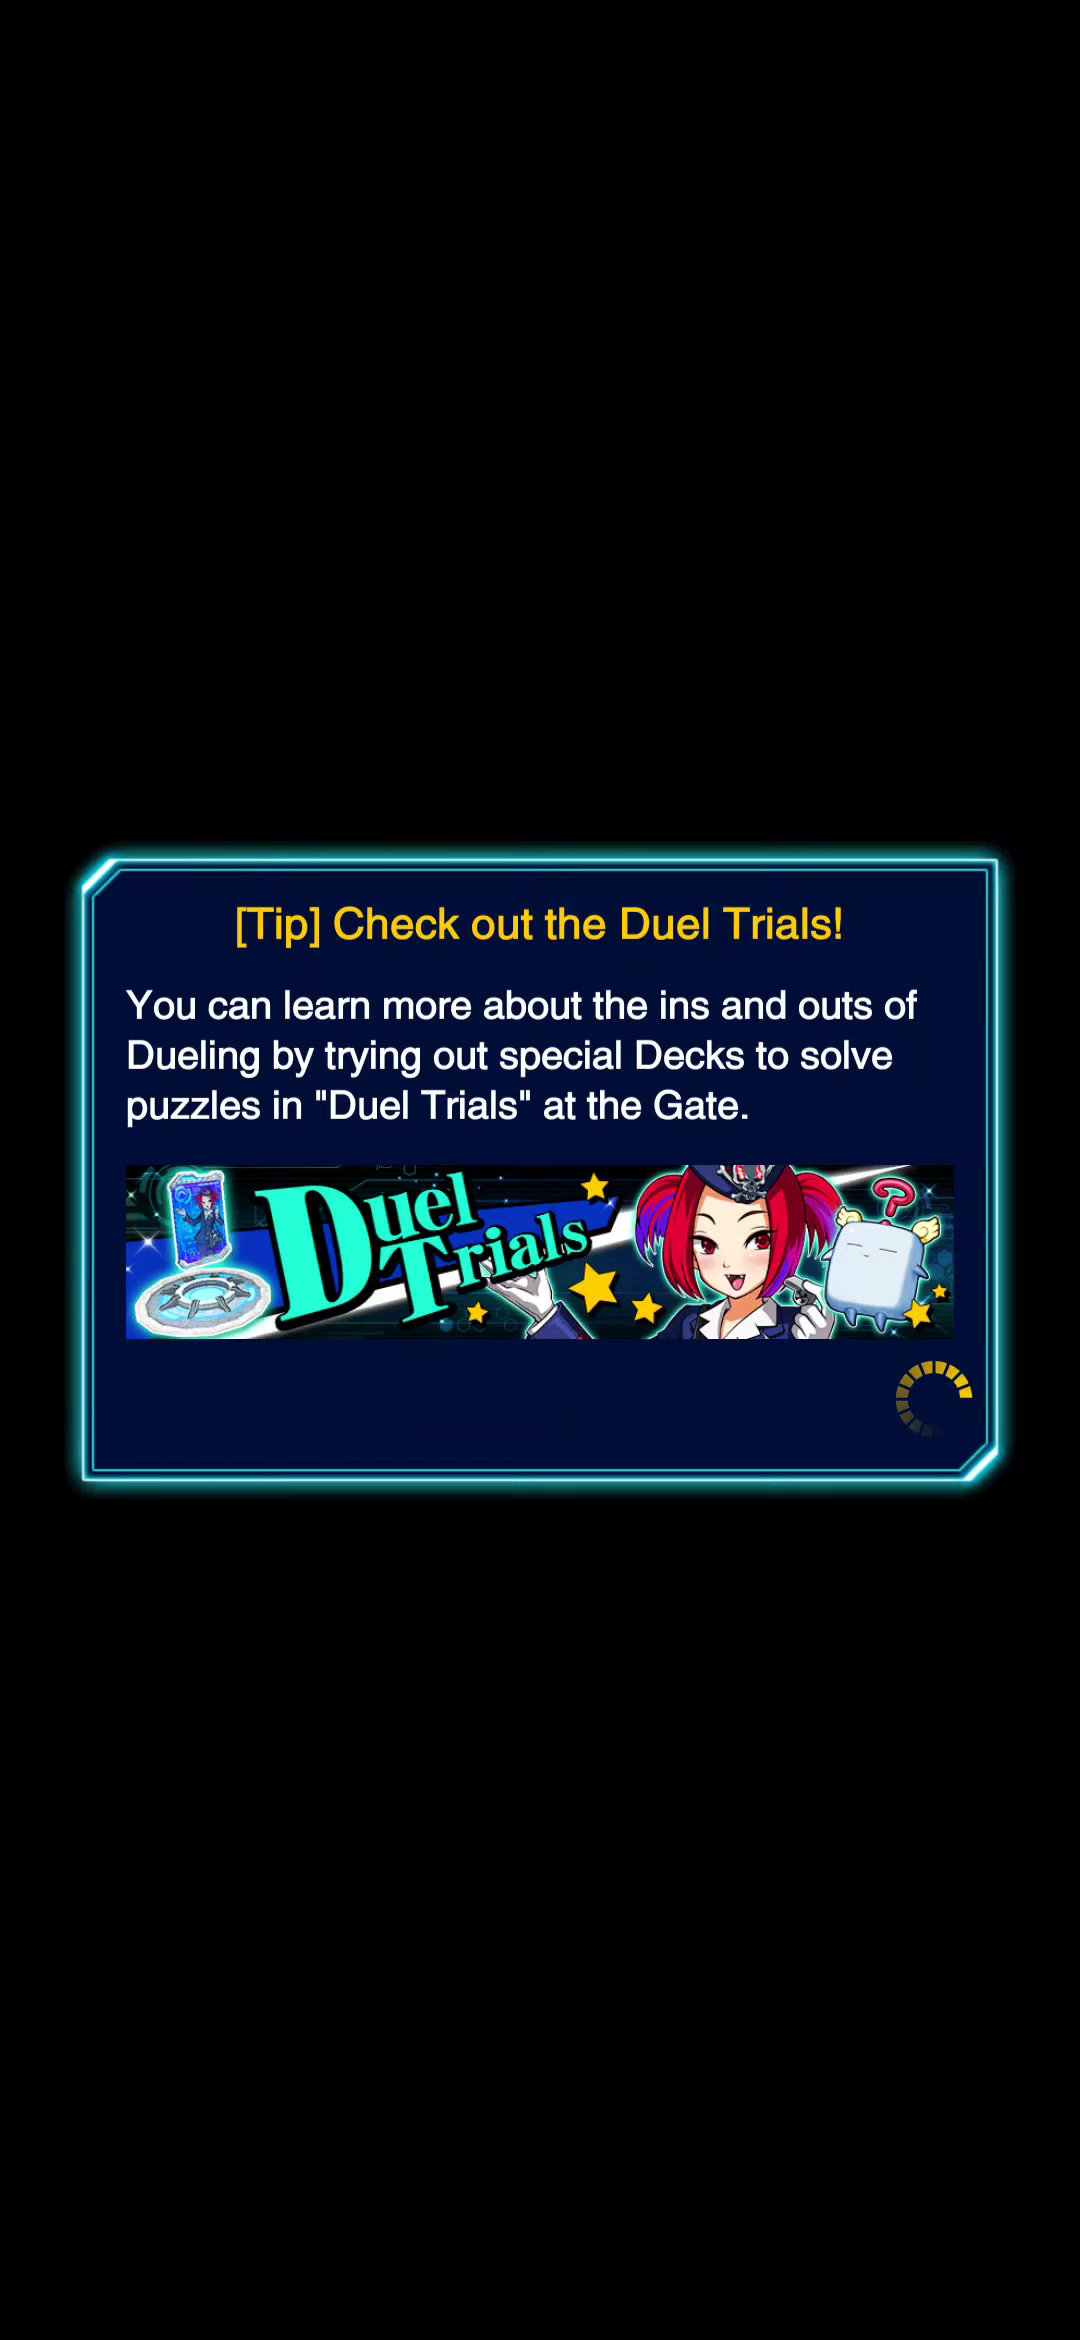 [Tip] Check out the Duel Trials!
You can learn more about the ins and outs of
Dueling by trying out special Decks to solve
puzzles in "Duel Trials" at the Gate.
Duel
Trials